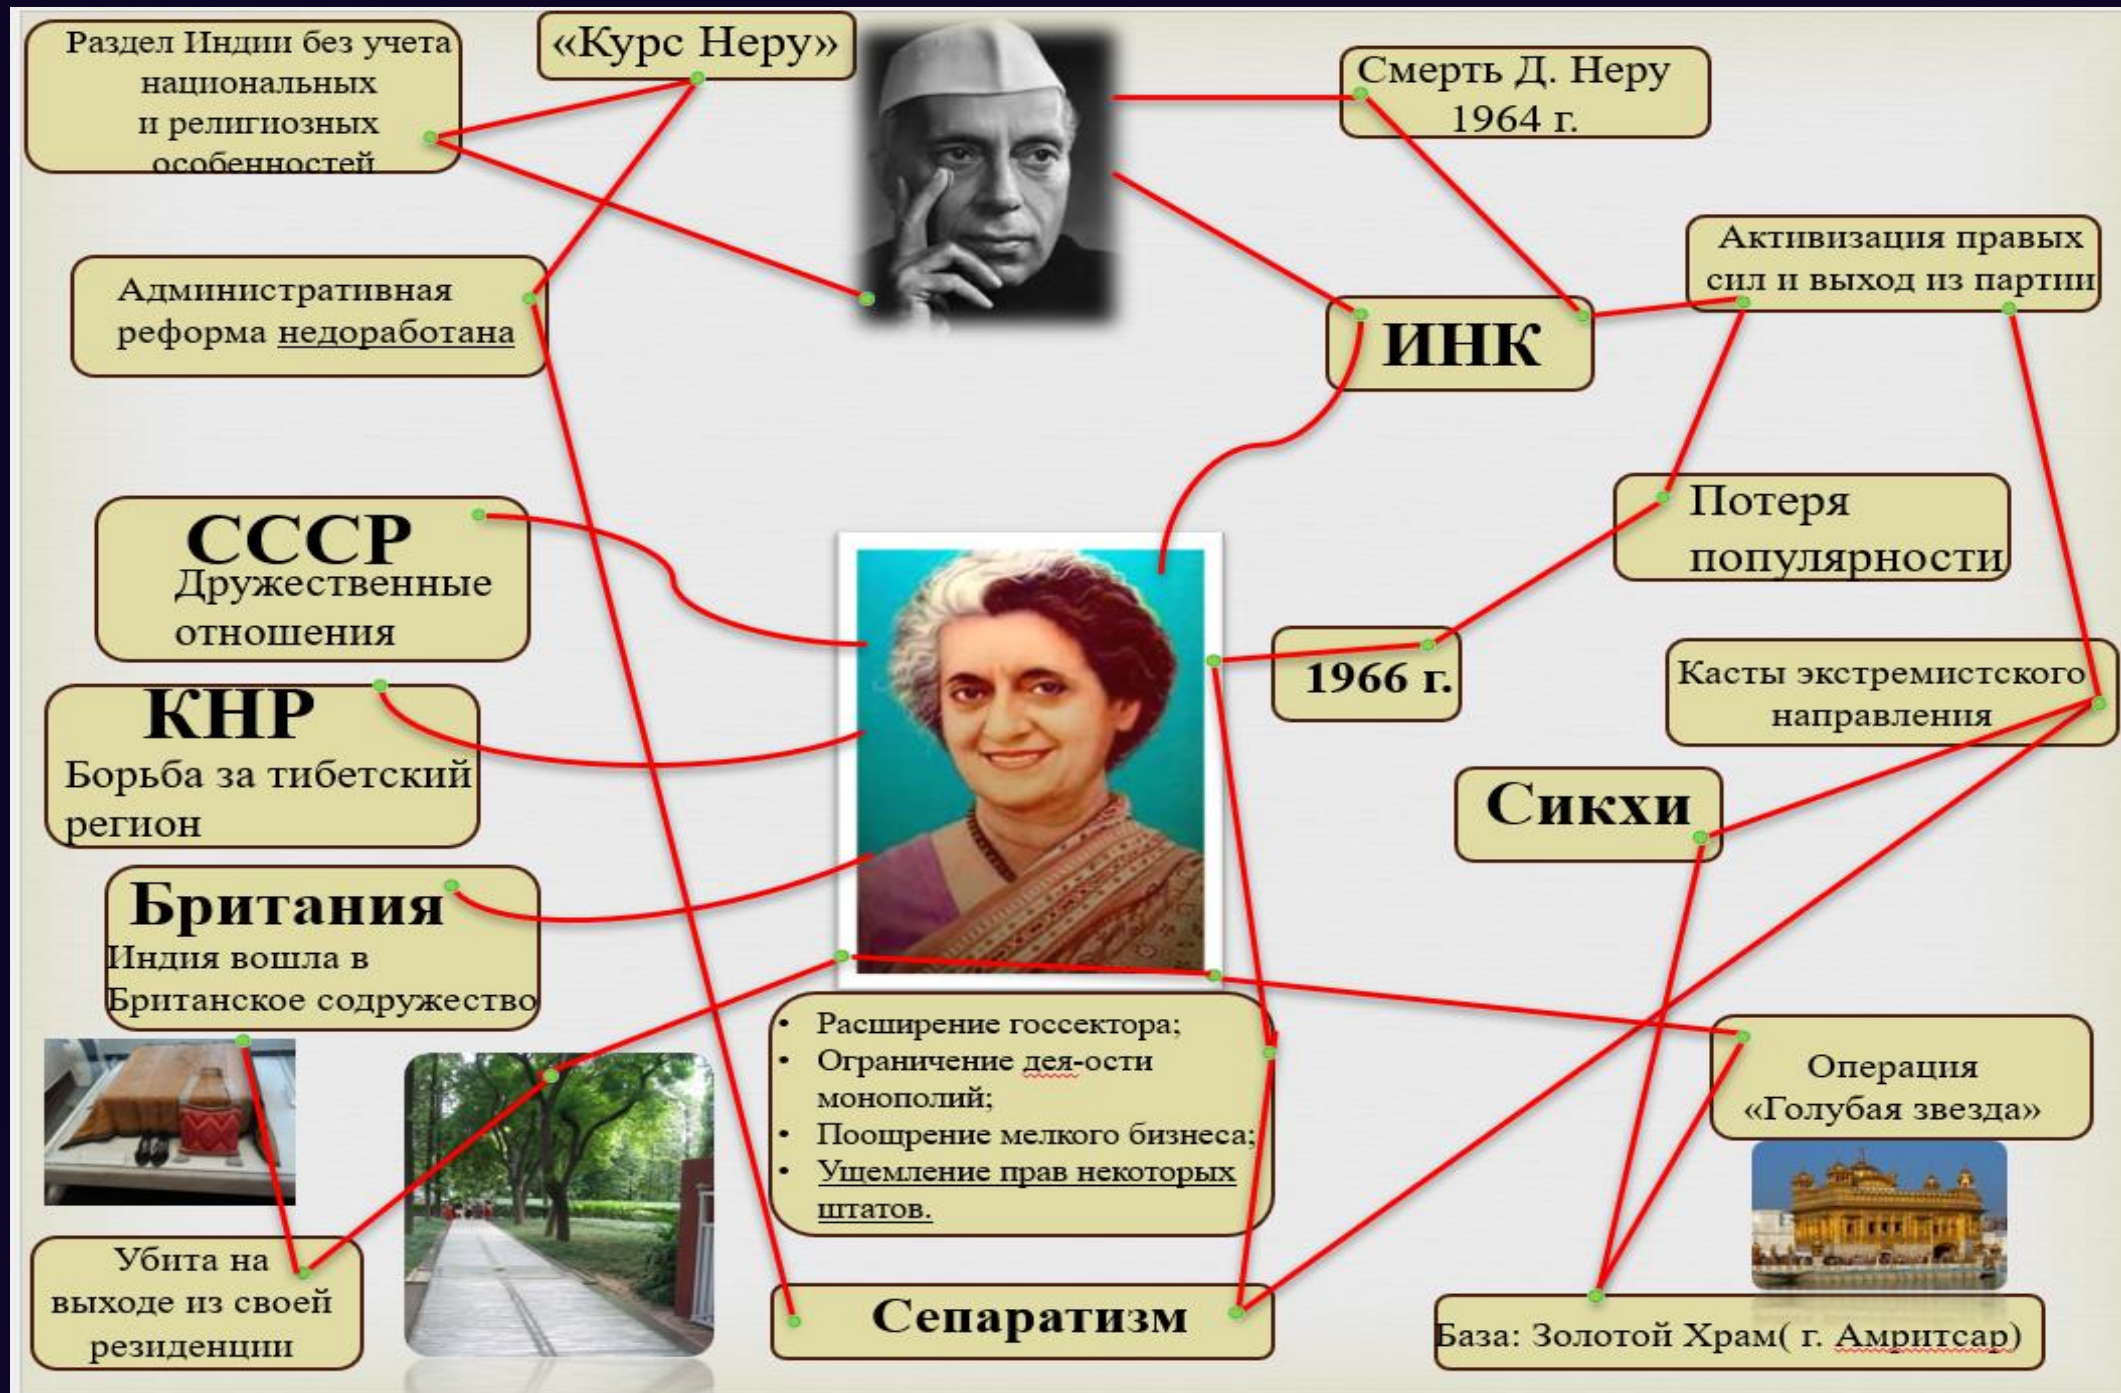 Раздел Индии без учета
национальных
и религиозных
особенностей
«Курс Неру»
Смерть Д. Неру
1964 г.
Активизация правых
сил и выход из партии
Административная
реформа недоработана
ИНК
СССР
Дружественные
отношения
Потеря
популярности
1966 г.
Касты экстремистского
направления
КНР
Борьба за тибетский
регион
Сикхи
Британия
Индия вошла в
Британское содружество
• Расширение госсектора;
• Ограничение дея-ости
монополий;
• Поощрение мелкого бизнеса;
• Ущемление прав некоторых
штатов.
Операция
«Голубая звезда»
Убита на
выходе из своей
резиденции
Сепаратизм
База: Золотой Храм( г. Амритсар)